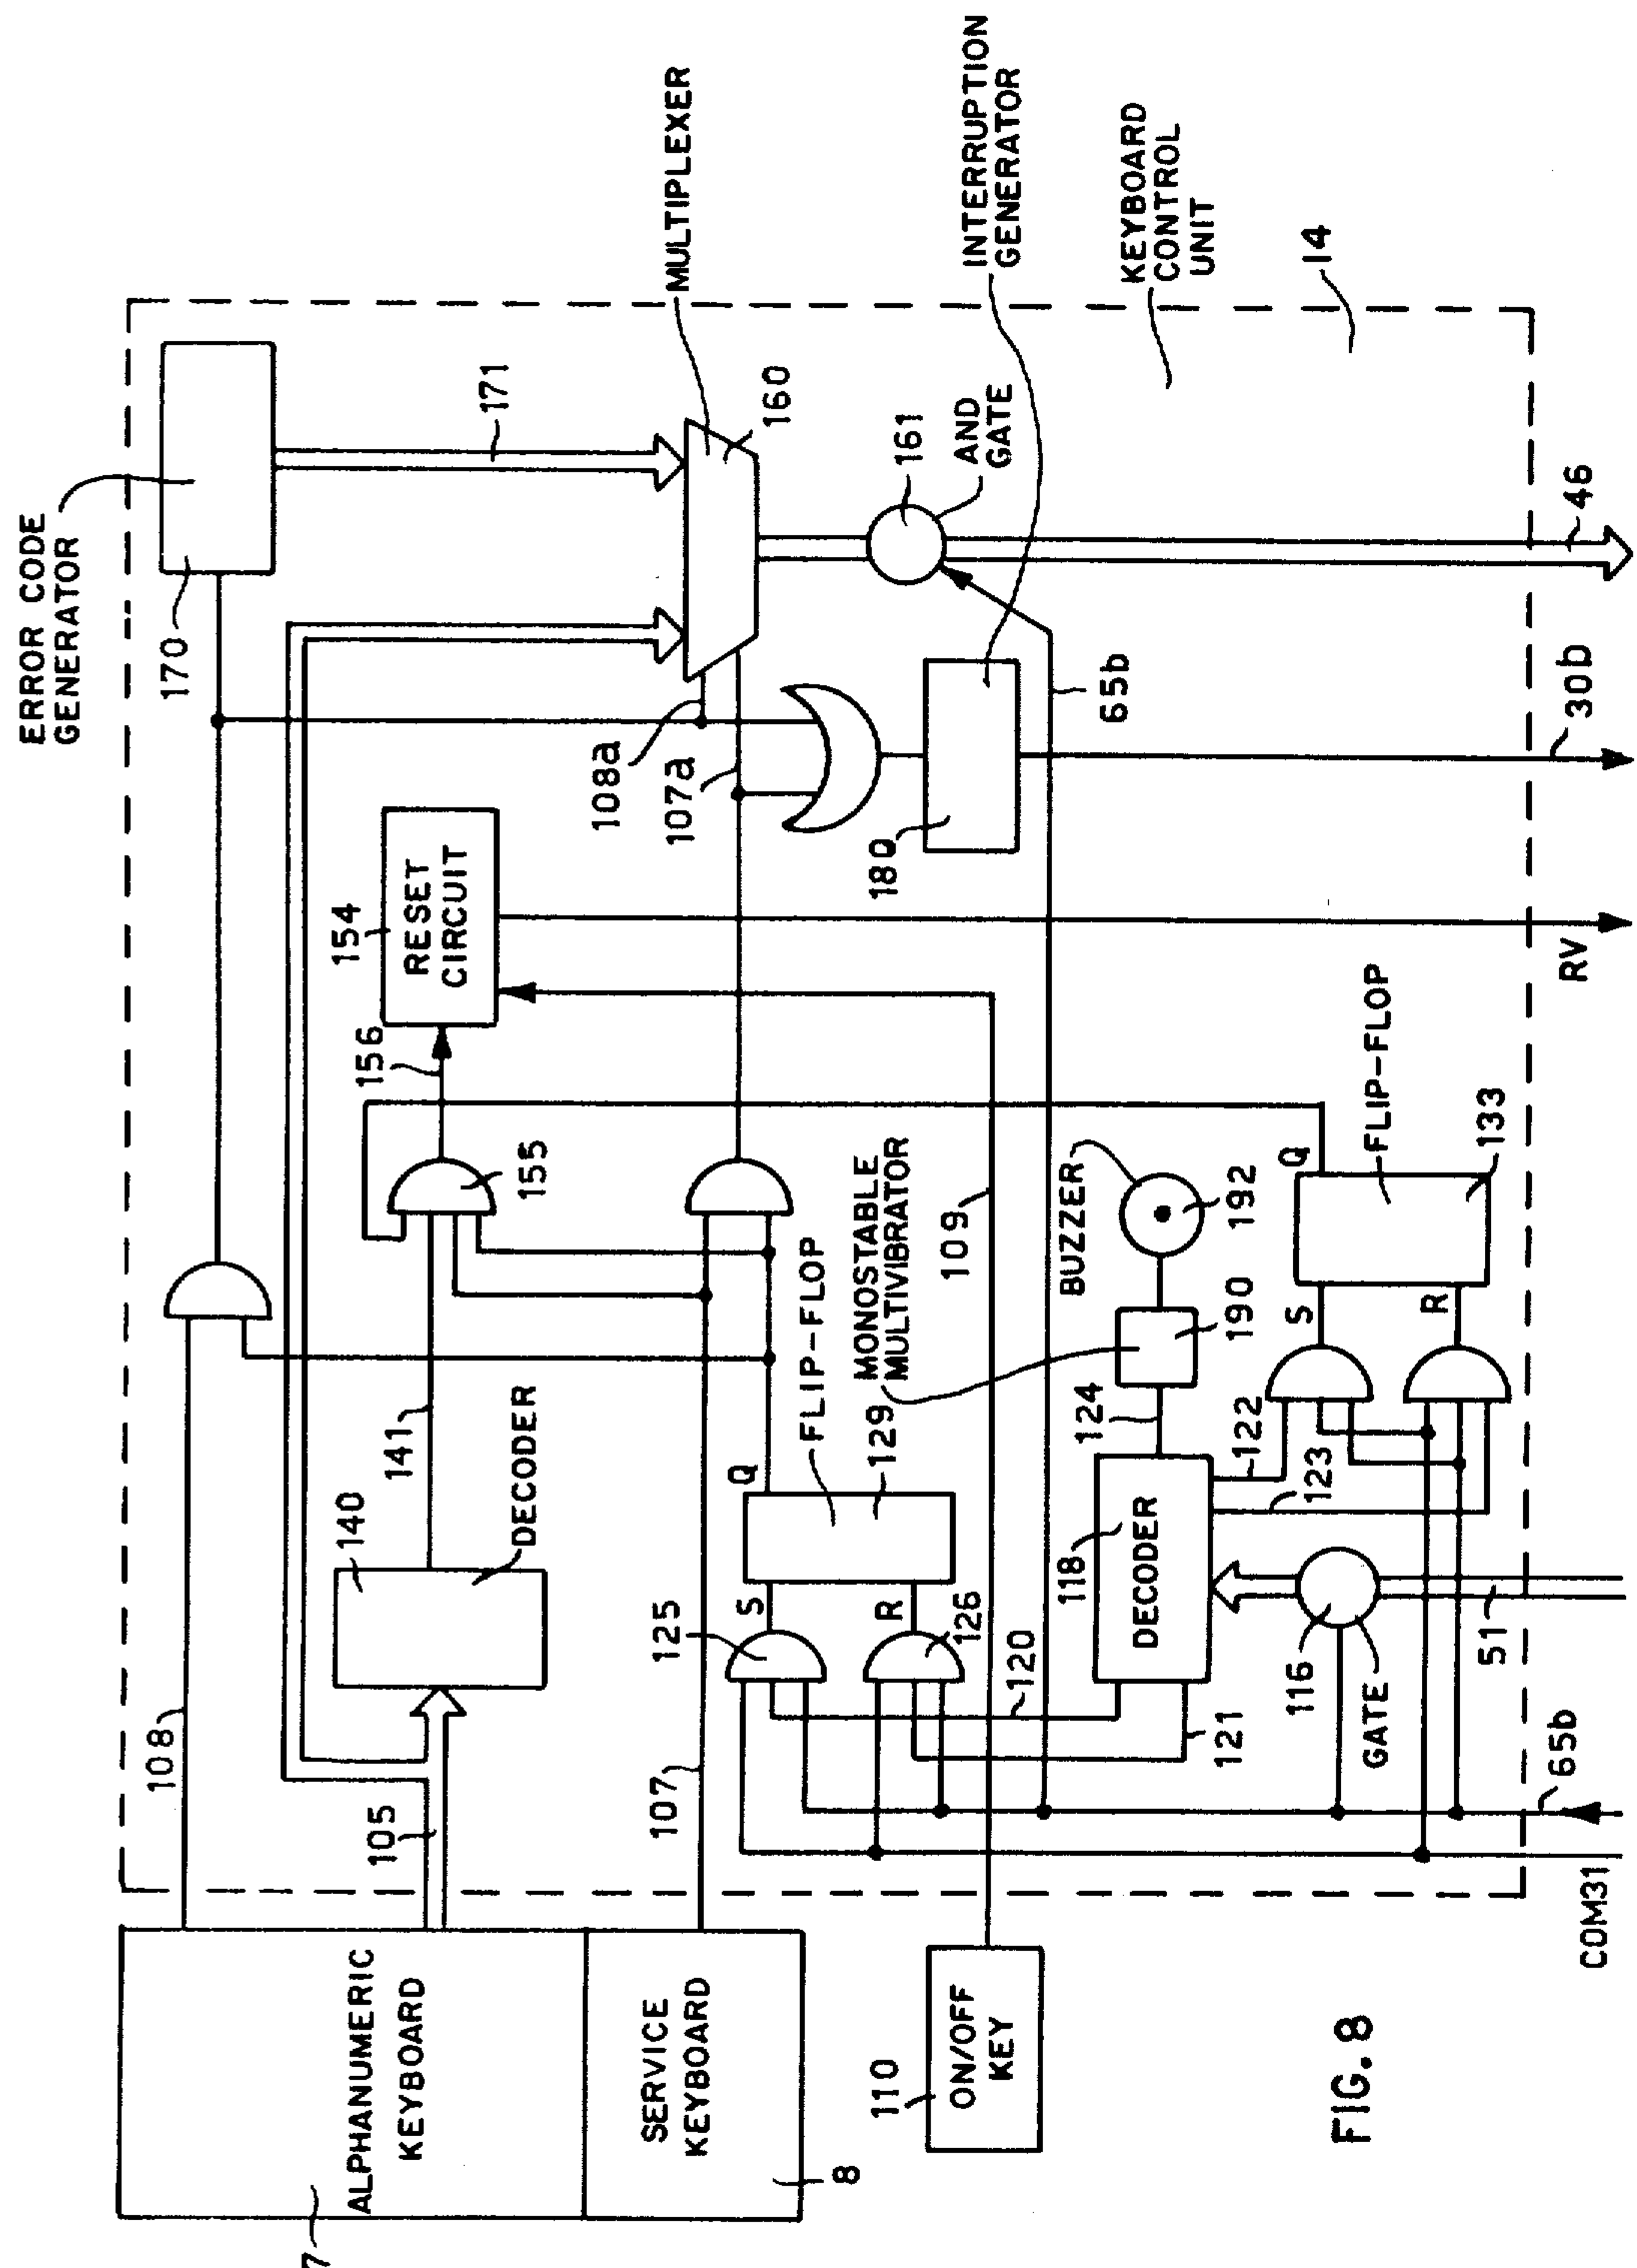 ERROR CODE
GENERATOR
170
171
MULTIPLEXER
160
161
AND
GATE
INTERRUPTION
GENERATOR
KEYBOARD
CONTROL
UNIT
14
46
30b
65b
180
108a
107a
154
RESET
CIRCUIT
156
155
RV
108
141
140
DECODER
105
107
125
S
R
126
Q
FLIP-FLOP
129
MONOSTABLE
MULTIVIBRATOR
109
BUZZER
192
190
124
122
123
118
DECODER
120
121
116
GATE
51
S
R
Q
FLIP-FLOP
133
65b
COM31
ALPHANUMERIC
KEYBOARD
7
SERVICE
KEYBOARD
8
110
ON/OFF
KEY
FIG. 8